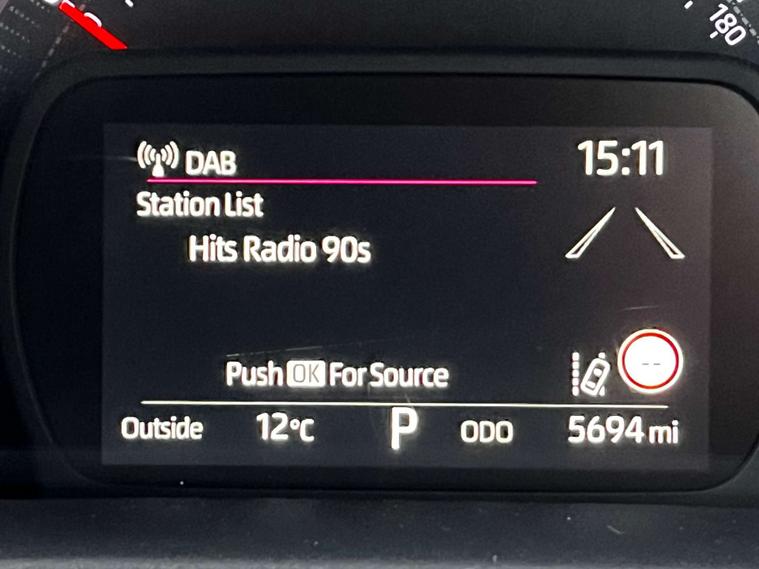 180
DAB
15:11
Station List
Hits Radio 90s
Push OK For Source
--
Outside 12°C P ODO 5694 mi